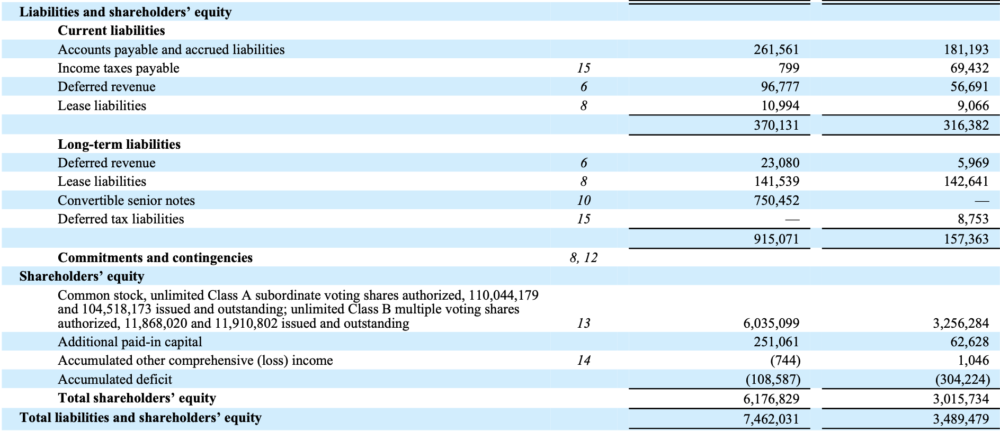 Liabilities and shareholders’ equity
Current liabilities
Accounts payable and accrued liabilities 261,561 181,193
Income taxes payable 15 799 69,432
Deferred revenue 6 96,777 56,691
Lease liabilities 8 10,994 9,066
370,131 316,382
Long-term liabilities
Deferred revenue 6 23,080 5,969
Lease liabilities 8 141,539 142,641
Convertible senior notes 10 750,452 —
Deferred tax liabilities 15 — 8,753
915,071 157,363
Commitments and contingencies 8, 12
Shareholders’ equity
Common stock, unlimited Class A subordinate voting shares authorized, 110,044,179
and 104,518,173 issued and outstanding; unlimited Class B multiple voting shares
authorized, 11,868,020 and 11,910,802 issued and outstanding 13 6,035,099 3,256,284
Additional paid-in capital 251,061 62,628
Accumulated other comprehensive (loss) income 14 (744) 1,046
Accumulated deficit (108,587) (304,224)
Total shareholders’ equity 6,176,829 3,015,734
Total liabilities and shareholders’ equity 7,462,031 3,489,479